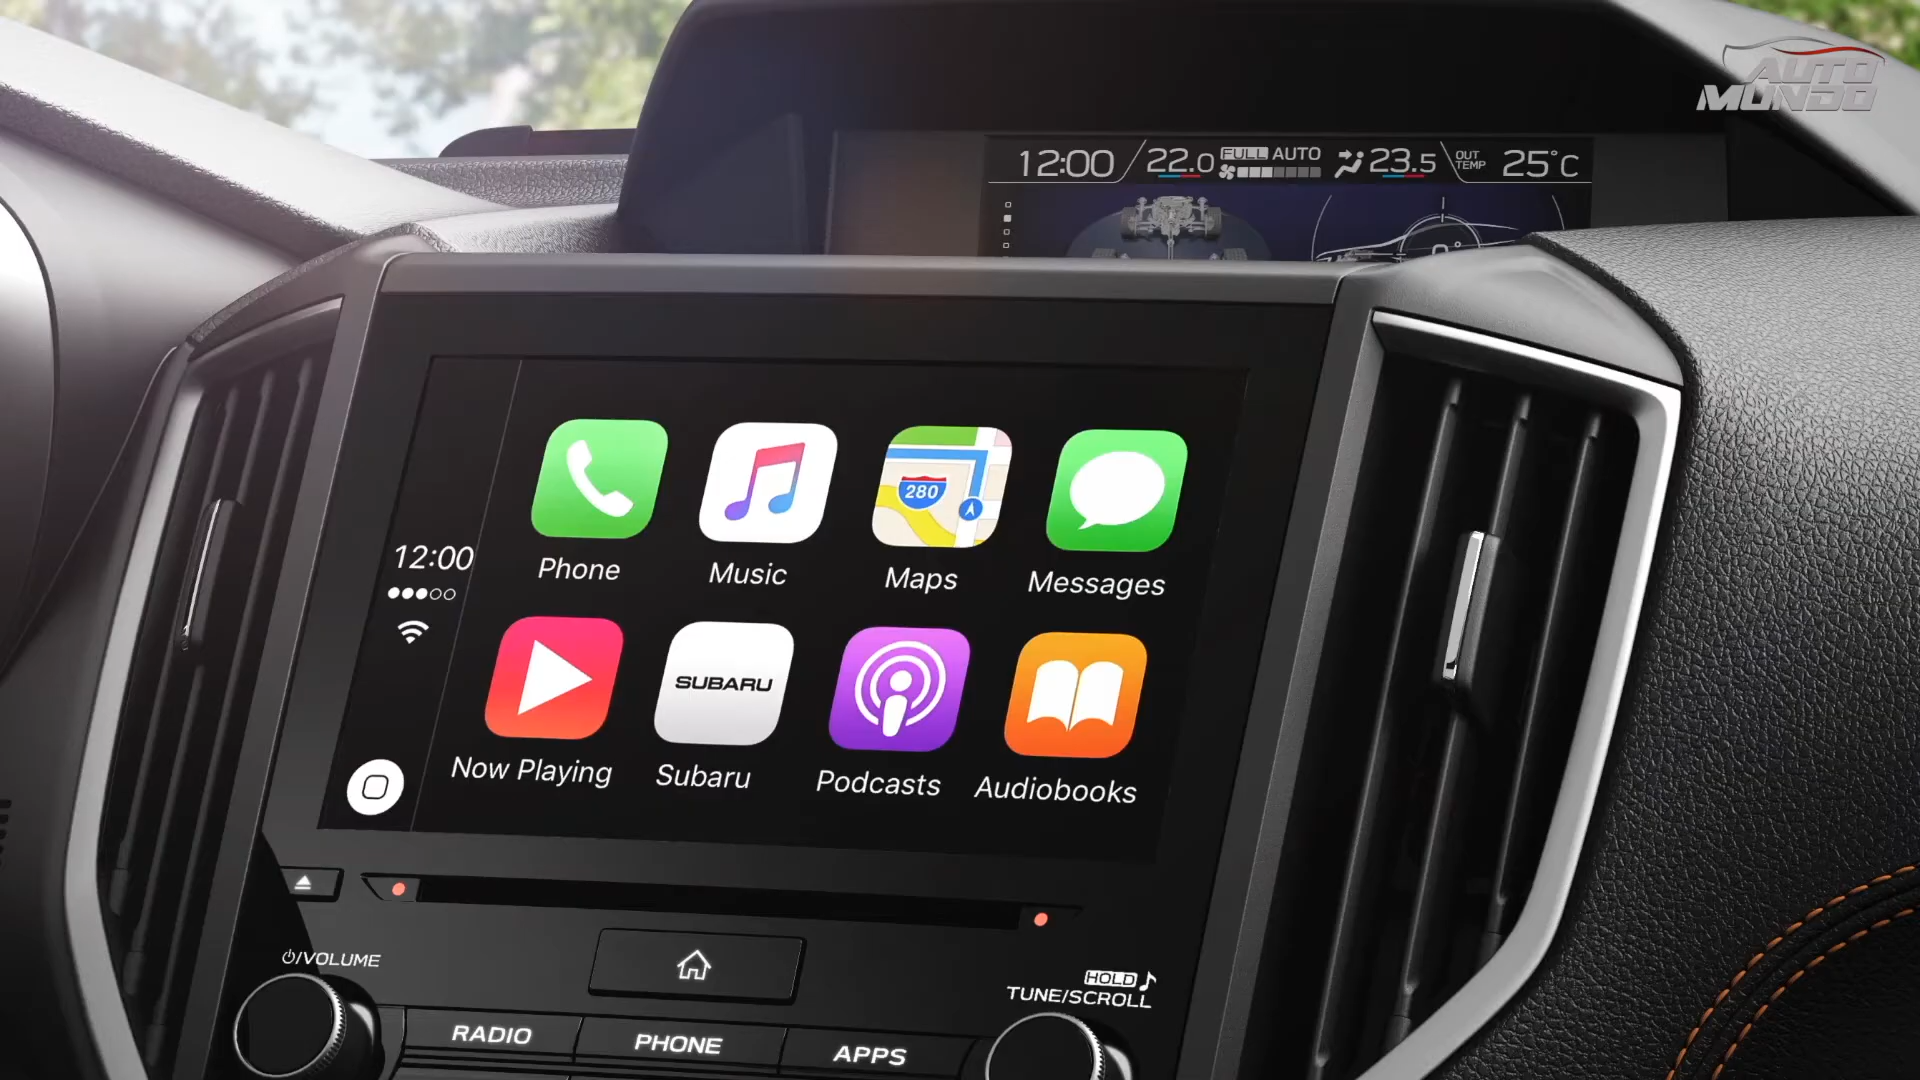 AUTO
MUNDO
12:00 22.0 FULL AUTO 23.5 OUT TEMP 25°C
0°
280
Phone Music Maps Messages
12:00
SUBARU
Now Playing Subaru Podcasts Audiobooks
/VOLUME
HOLD
TUNE/SCROLL
RADIO PHONE APPS